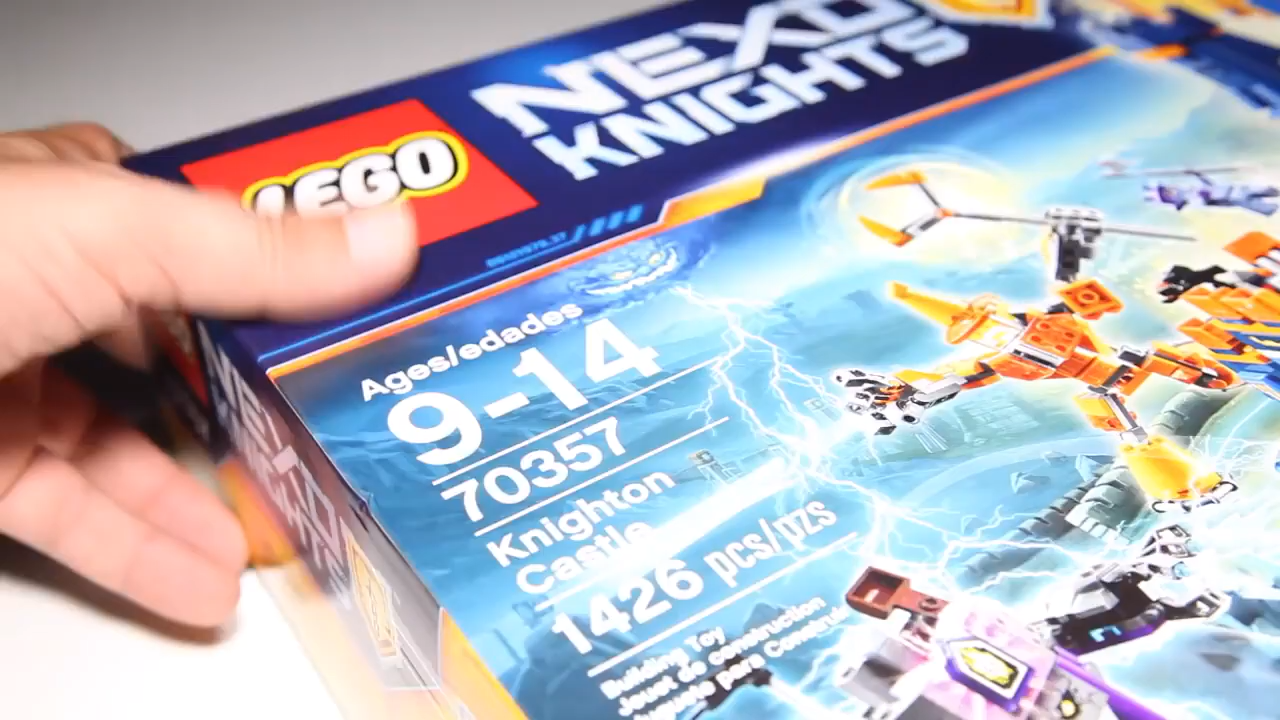 LEGO
NEXO
KNIGHTS
Ages/edades
9-14
70357
Knighton
Castle
1426 pcs/pzs
Building Toy
Jouet de construction